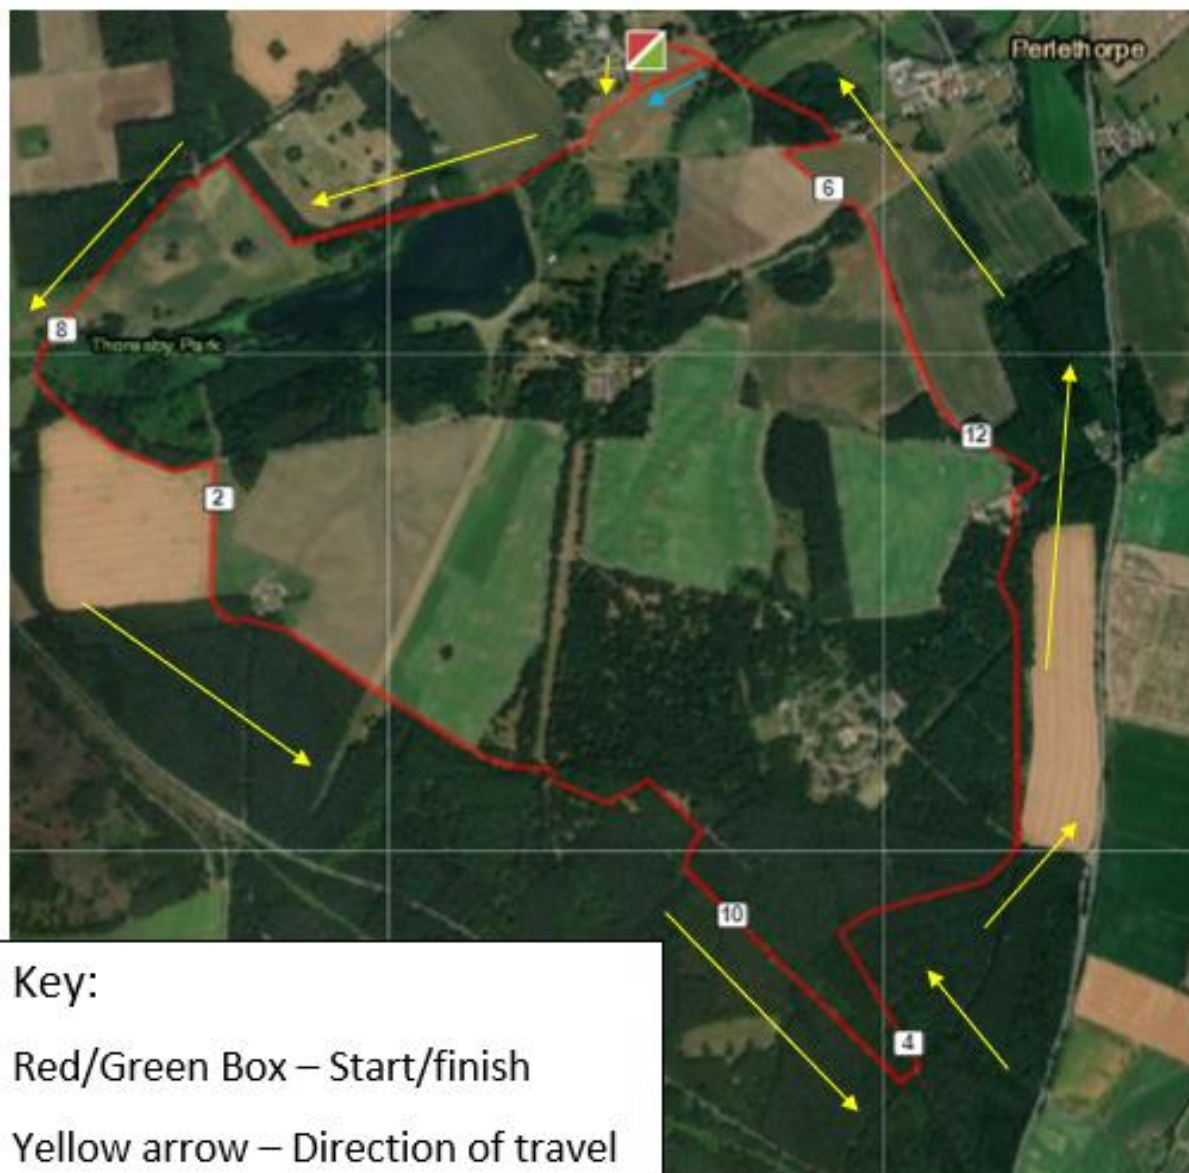 Perlethorpe
6
8
Thoresby Park
12
2
10
4
Key:
Red/Green Box – Start/finish
Yellow arrow – Direction of travel